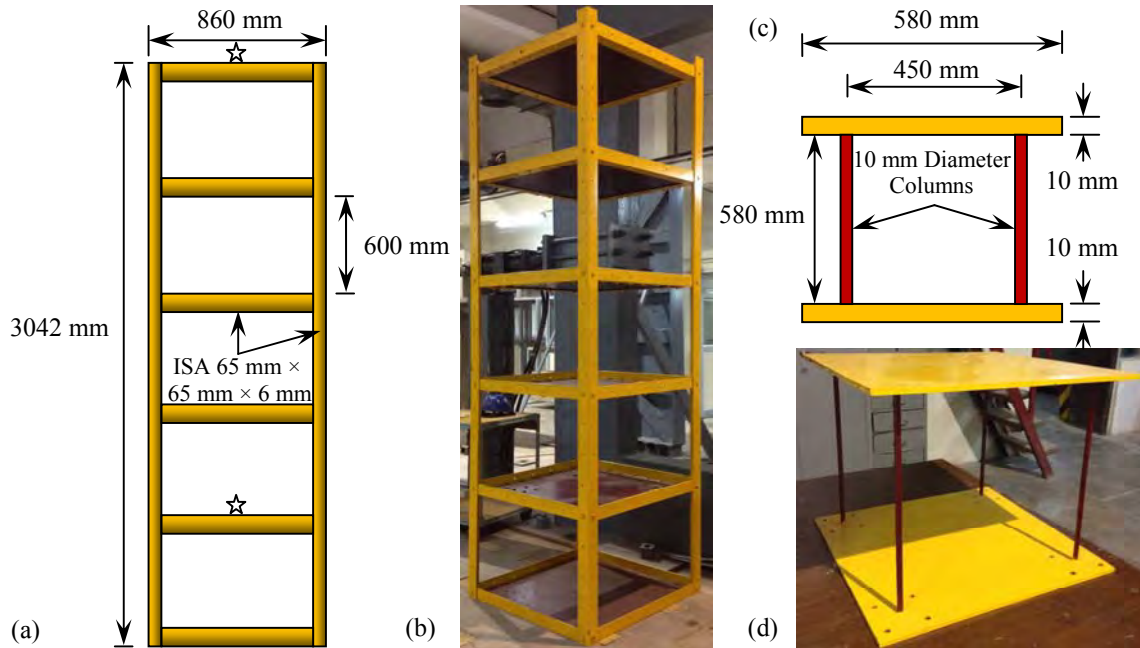 860 mm
3042 mm
600 mm
ISA 65 mm ×
65 mm × 6 mm
(a)
(b)
(c)
580 mm
450 mm
10 mm Diameter
Columns
580 mm
10 mm
10 mm
(d)